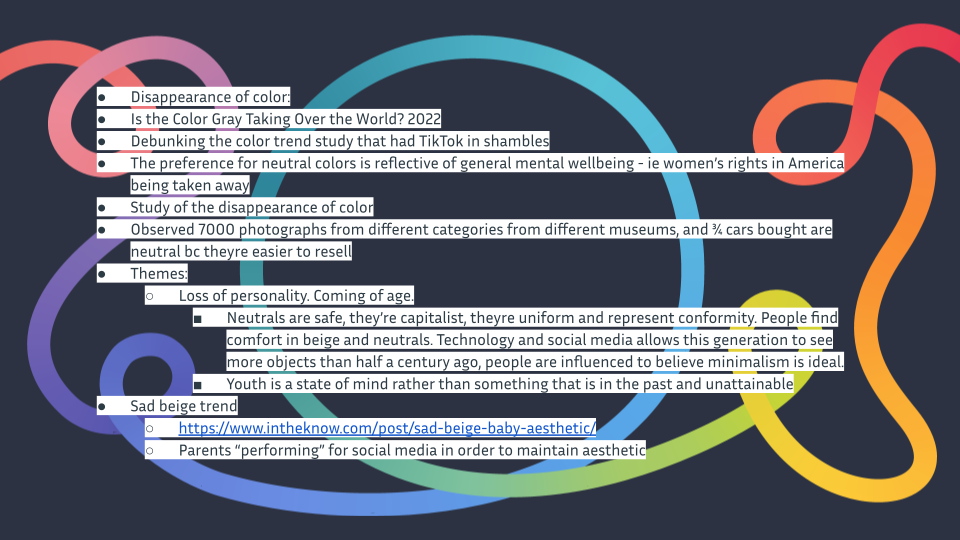 ● Disappearance of color:
● Is the Color Gray Taking Over the World? 2022
● Debunking the color trend study that had TikTok in shambles
● The preference for neutral colors is reflective of general mental wellbeing - ie women’s rights in America
being taken away
● Study of the disappearance of color
● Observed 7000 photographs from different categories from different museums, and ¾ cars bought are
neutral bc theyre easier to resell
● Themes:
○ Loss of personality. Coming of age.
■ Neutrals are safe, they’re capitalist, theyre uniform and represent conformity. People find
comfort in beige and neutrals. Technology and social media allows this generation to see
more objects than half a century ago, people are influenced to believe minimalism is ideal.
■ Youth is a state of mind rather than something that is in the past and unattainable
● Sad beige trend
○ https://www.intheknow.com/post/sad-beige-baby-aesthetic/
○ Parents “performing” for social media in order to maintain aesthetic